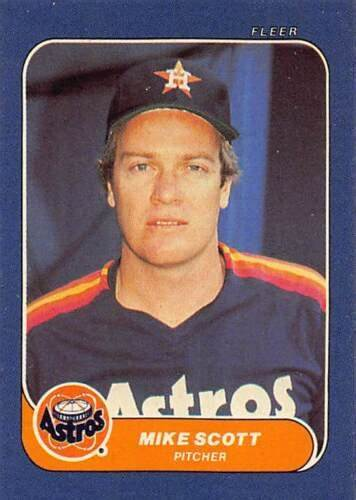 FLEER
H
Astros
Astros
MIKE SCOTT
PITCHER